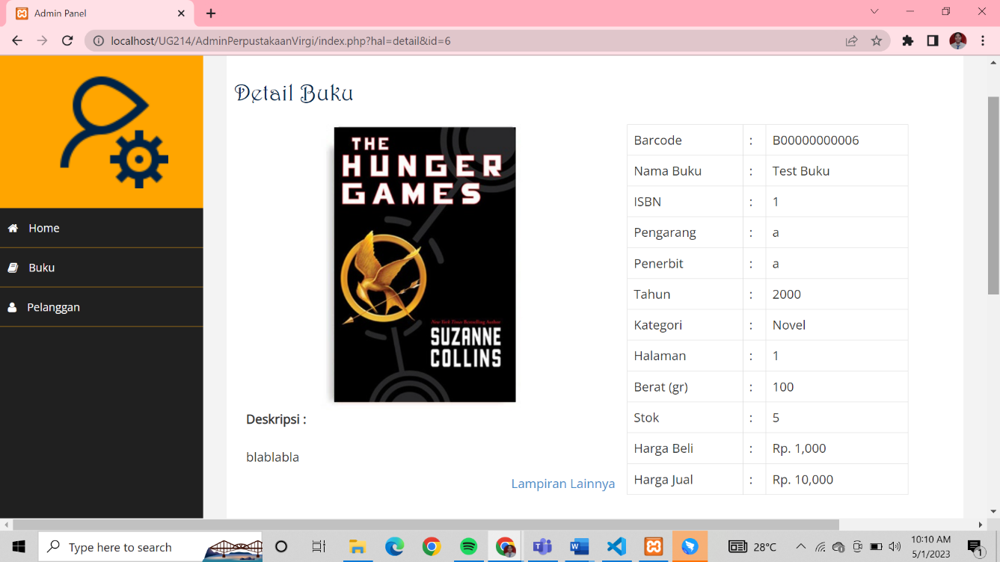 Admin Panel
localhost/UG214/AdminPerpustakaanVirgi/index.php?hal=detail&id=6
Home
Buku
Pelanggan
Detail Buku
THE
HUNGER
GAMES
New York Times Bestselling Author
SUZANNE
COLLINS
Deskripsi :
blablabla
Lampiran Lainnya
Barcode : B00000000006
Nama Buku : Test Buku
ISBN : 1
Pengarang : a
Penerbit : a
Tahun : 2000
Kategori : Novel
Halaman : 1
Berat (gr) : 100
Stok : 5
Harga Beli : Rp. 1,000
Harga Jual : Rp. 10,000
Type here to search
28°C
10:10 AM
5/1/2023
1